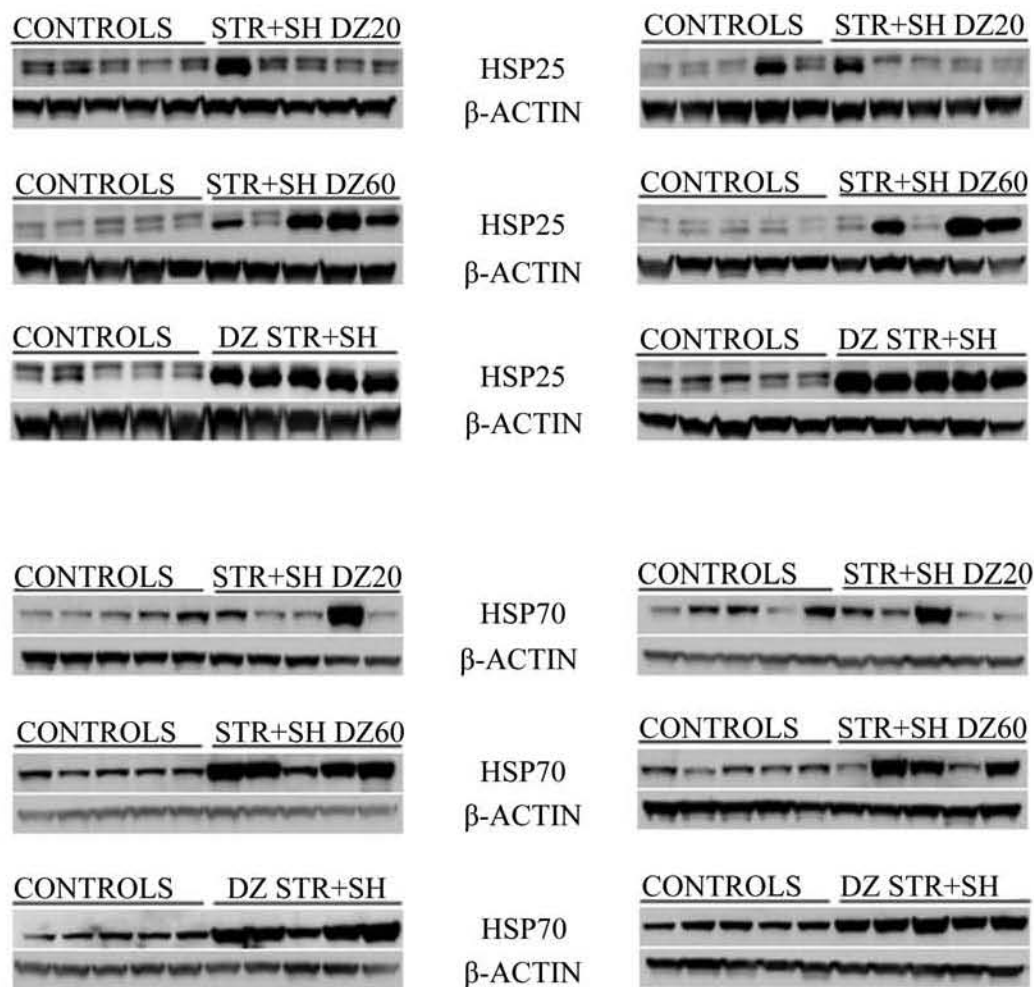 CONTROLS STR+SH DZ20 CONTROLS STR+SH DZ20
HSP25
β-ACTIN
CONTROLS STR+SH DZ60 CONTROLS STR+SH DZ60
HSP25
β-ACTIN
CONTROLS DZ STR+SH CONTROLS DZ STR+SH
HSP25
β-ACTIN
CONTROLS STR+SH DZ20 CONTROLS STR+SH DZ20
HSP70
β-ACTIN
CONTROLS STR+SH DZ60 CONTROLS STR+SH DZ60
HSP70
β-ACTIN
CONTROLS DZ STR+SH CONTROLS DZ STR+SH
HSP70
β-ACTIN